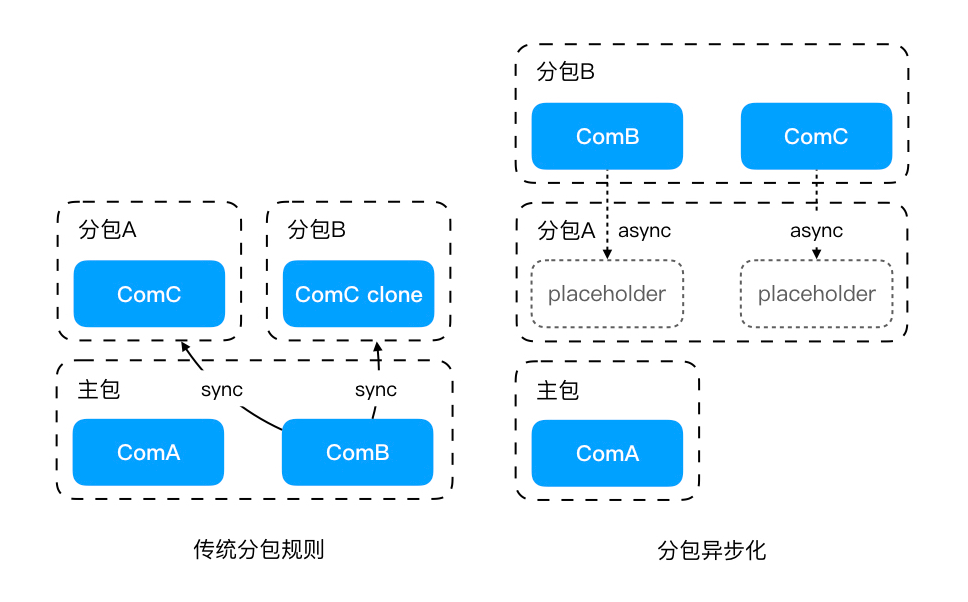 分包A
ComC
分包B
ComC clone
sync
sync
主包
ComA
ComB
传统分包规则
分包B
ComB
ComC
分包A
async
async
placeholder
placeholder
主包
ComA
分包异步化